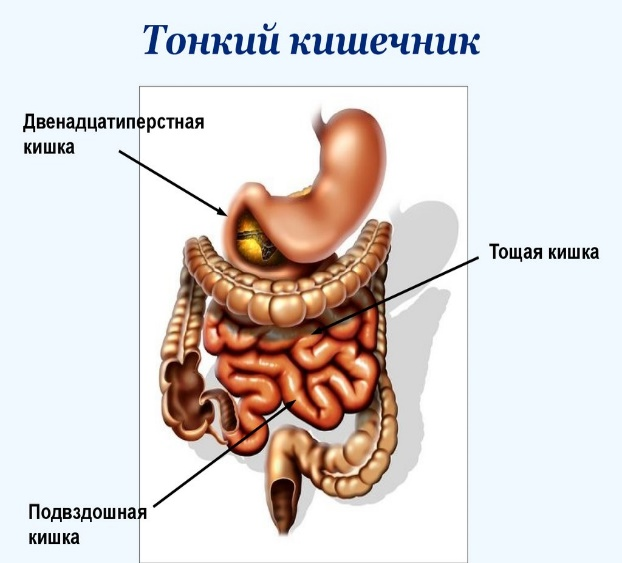 Тонкий кишечник
Двенадцатиперстная
кишка
Тощая кишка
Подвздошная
кишка